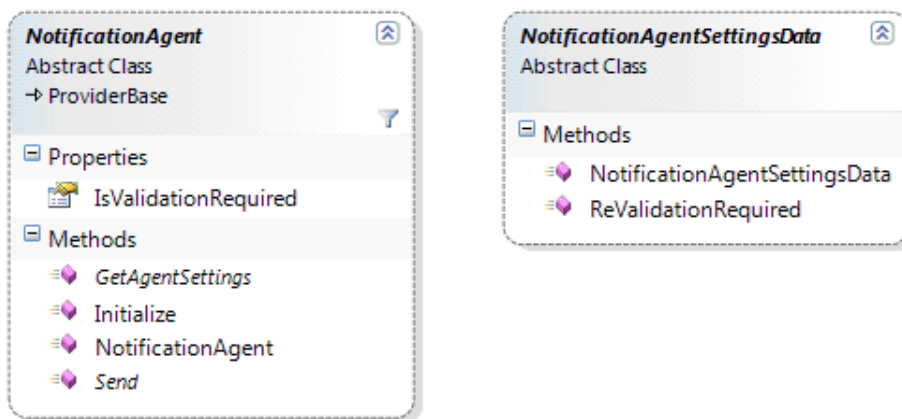 NotificationAgent
Abstract Class
ProviderBase
Properties
IsValidationRequired
Methods
GetAgentSettings
Initialize
NotificationAgent
Send
NotificationAgentSettingsData
Abstract Class
Methods
NotificationAgentSettingsData
ReValidationRequired